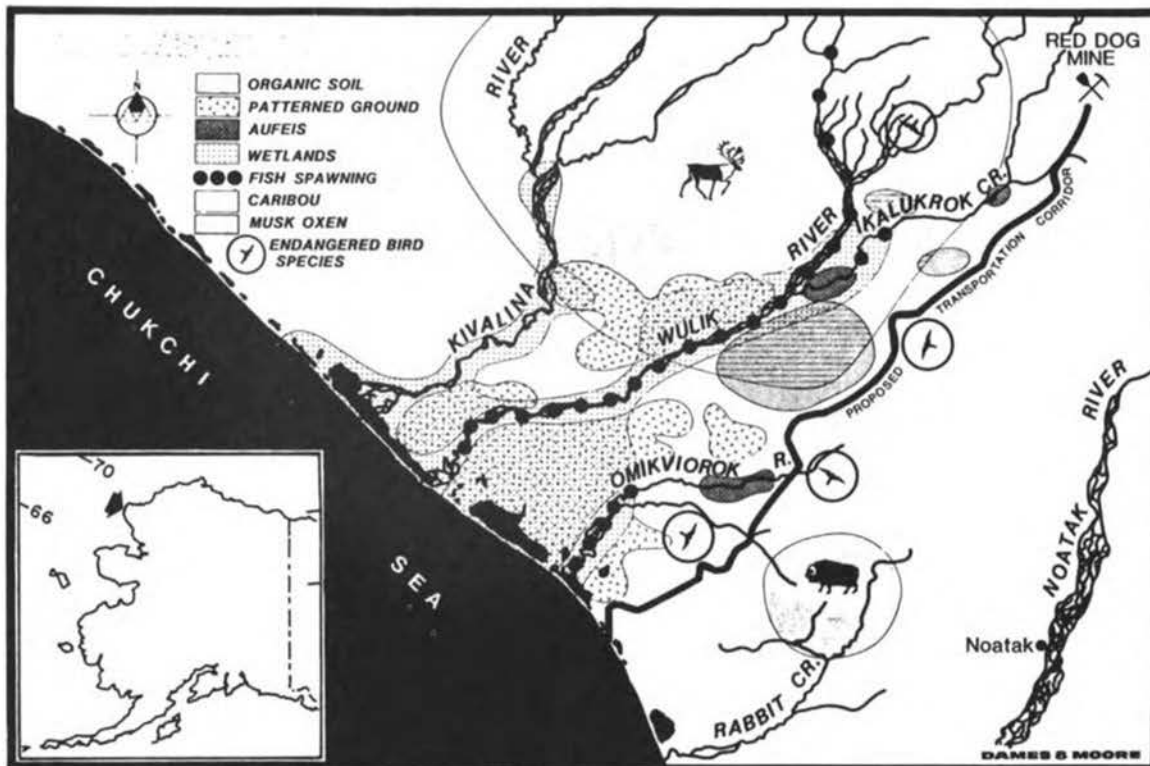 RED DOG
MINE
N
ORGANIC SOIL
PATTERNED GROUND
AUFEIS
WETLANDS
FISH SPAWNING
CARIBOU
MUSK OXEN
ENDANGERED BIRD
SPECIES
RIVER
KIVALINA
RIVER
WULIK
IKALUKROK CR.
PROPOSED TRANSPORTATION CORRIDOR
OMIKVIOROK R.
CHUKCHI
SEA
RIVER
NOATAK
Noatak
RABBIT CR.
70
66
DAMES & MOORE